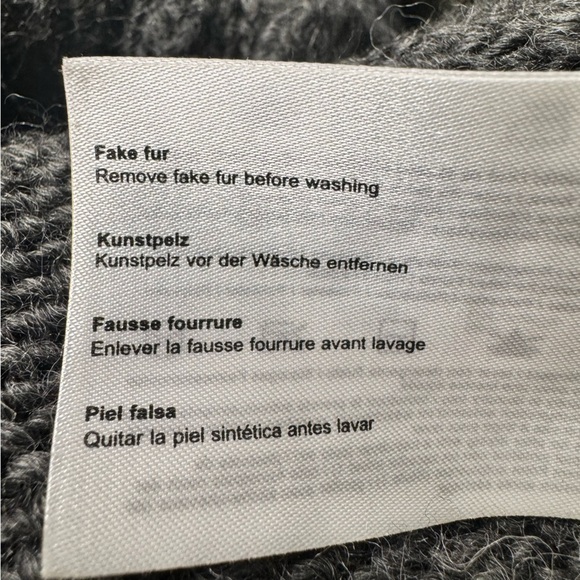 Fake fur
Remove fake fur before washing
Kunstpelz
Kunstpelz vor der Wäsche entfernen
Fausse fourrure
Enlever la fausse fourrure avant lavage
Piel falsa
Quitar la piel sintética antes lavar